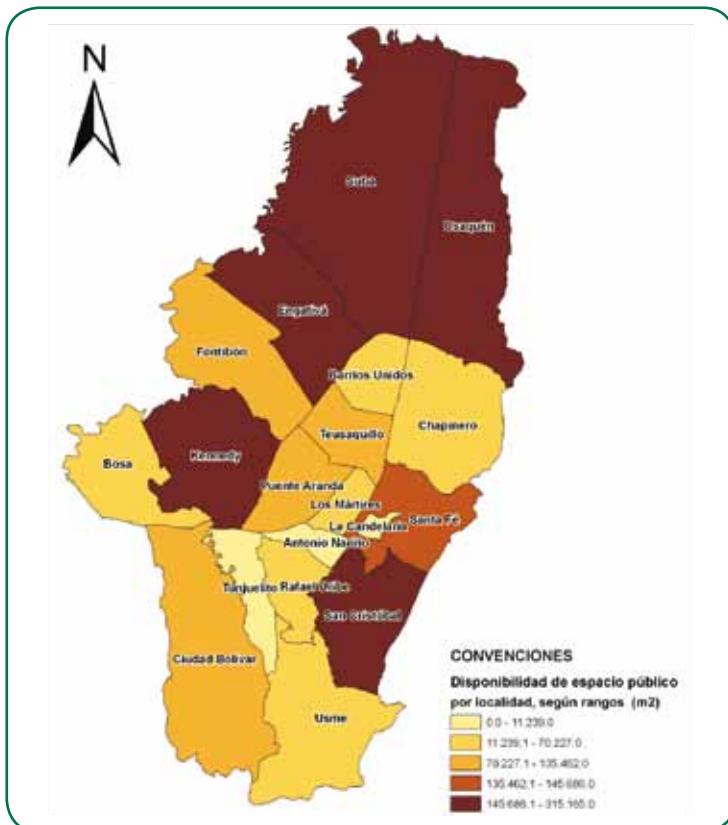 N
Suba
Usaquén
Engativá
Fontibón
Barrios Unidos
Teusaquillo
Chapinero
Kennedy
Bosa
Puente Aranda
Los Mártires
La Candelaria
Santa Fé
Antonio Nariño
Tunjuelito
Rafael Uribe
San Cristóbal
Ciudad Bolívar
Usme
CONVENCIONES
Disponibilidad de espacio público
por localidad, según rangos (m2)
0.0 - 11.239.0
11.239,1 - 70.227.0
70.227.1 - 135.462.0
135.462.1 - 145.686.0
145.686.1 - 315.165.0